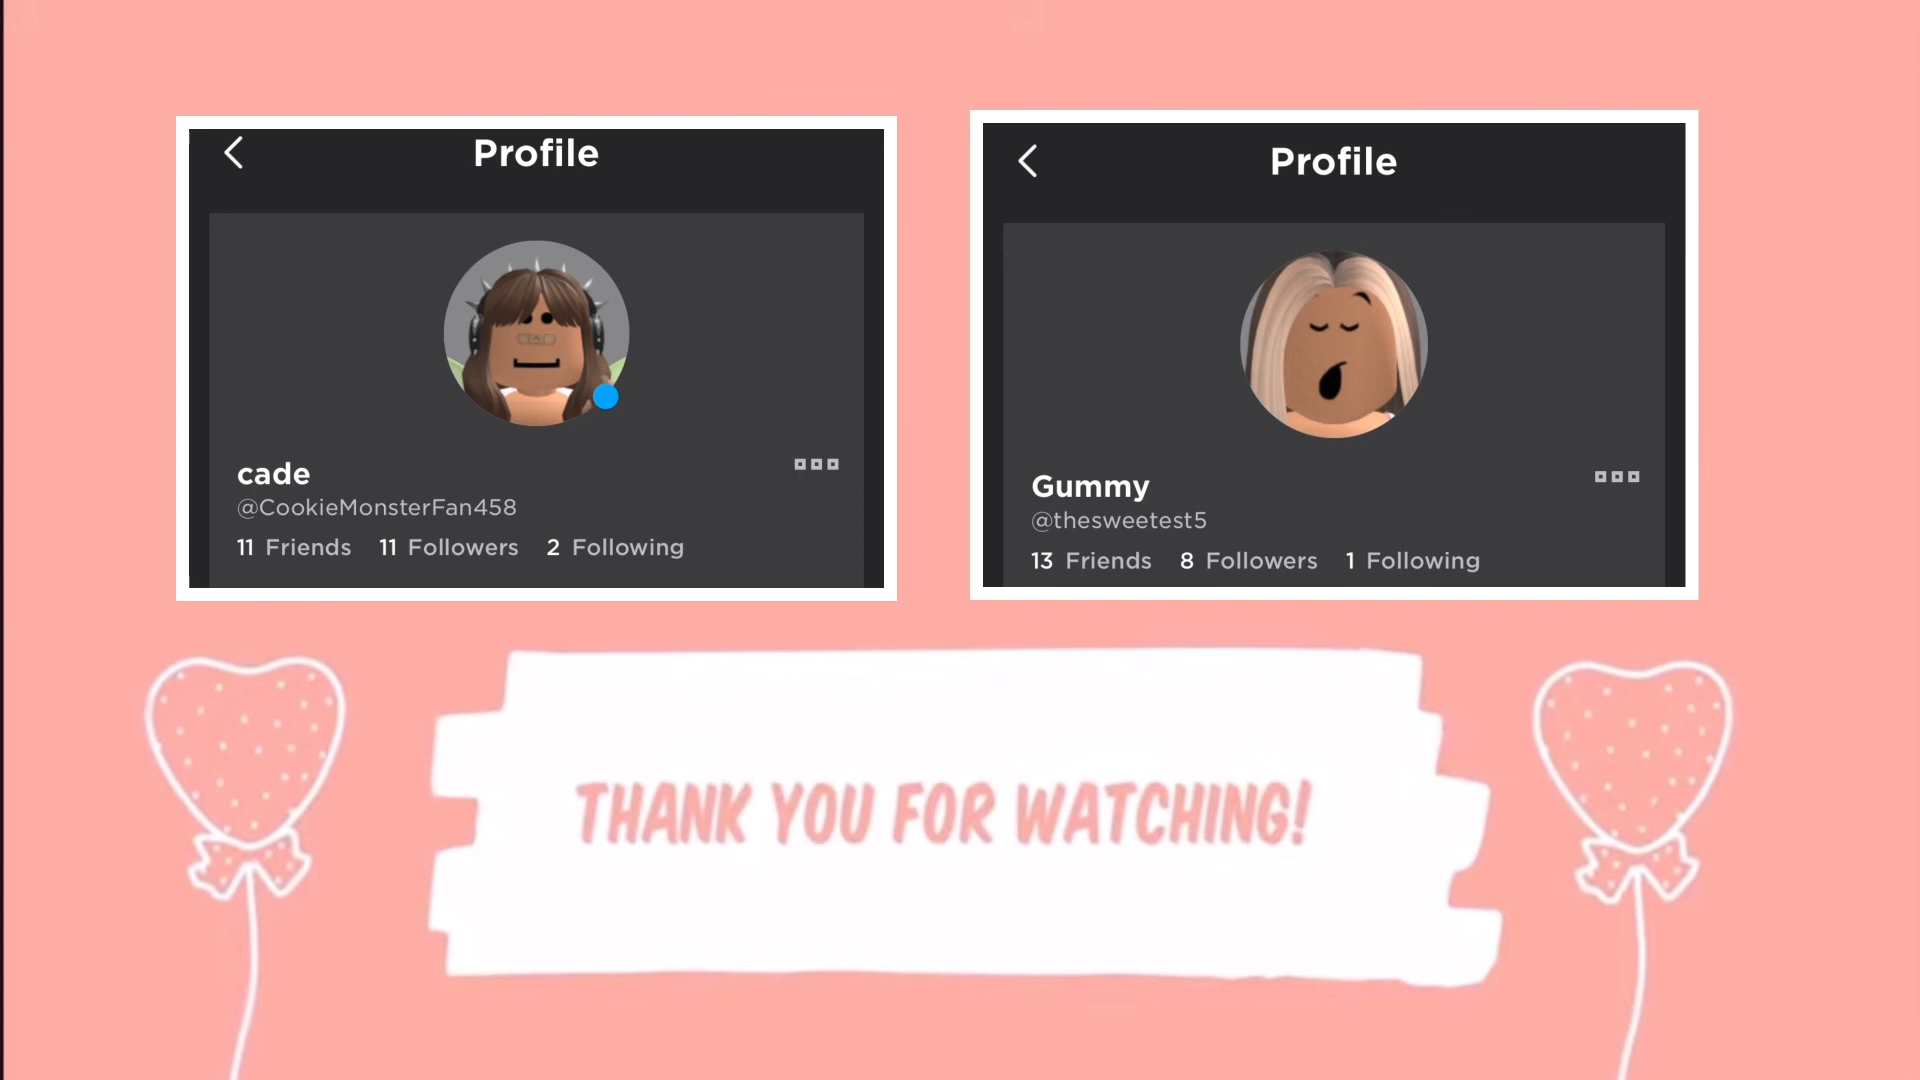 Profile
cade
@CookieMonsterFan458
11 Friends 11 Followers 2 Following
Profile
Gummy
@thesweetest5
13 Friends 8 Followers 1 Following
THANK YOU FOR WATCHING!